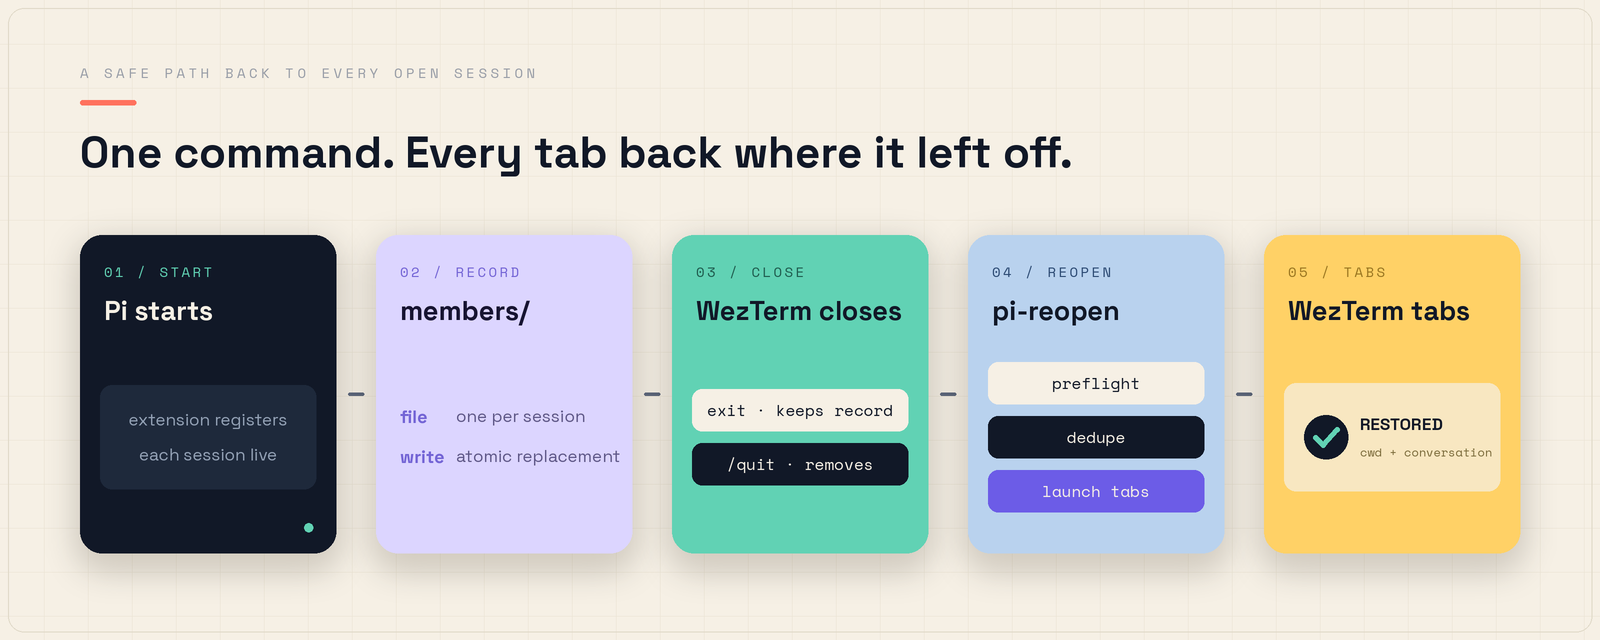 A SAFE PATH BACK TO EVERY OPEN SESSION
One command. Every tab back where it left off.
01 / START
Pi starts
extension registers
each session live
02 / RECORD
members/
file one per session
write atomic replacement
03 / CLOSE
WezTerm closes
exit · keeps record
/quit · removes
04 / REOPEN
pi-reopen
preflight
dedupe
launch tabs
05 / TABS
WezTerm tabs
RESTORED
cwd + conversation